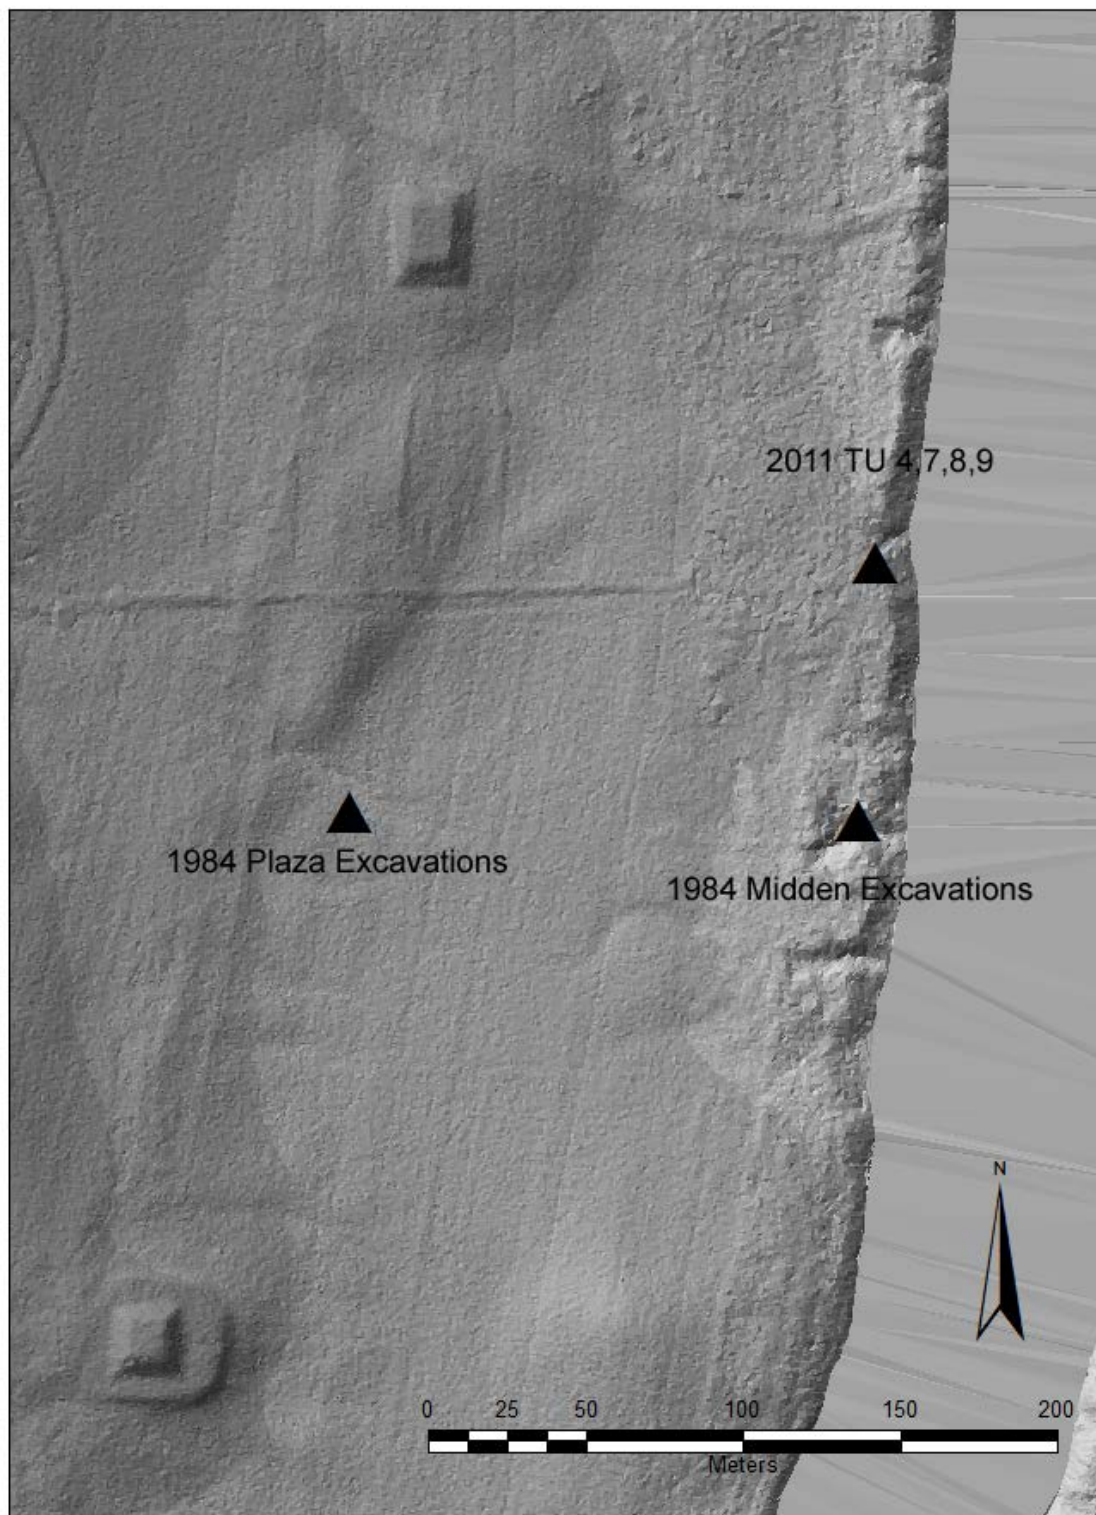 2011 TU 4,7,8,9
1984 Plaza Excavations
1984 Midden Excavations
N
0 25 50 100 150 200
Meters